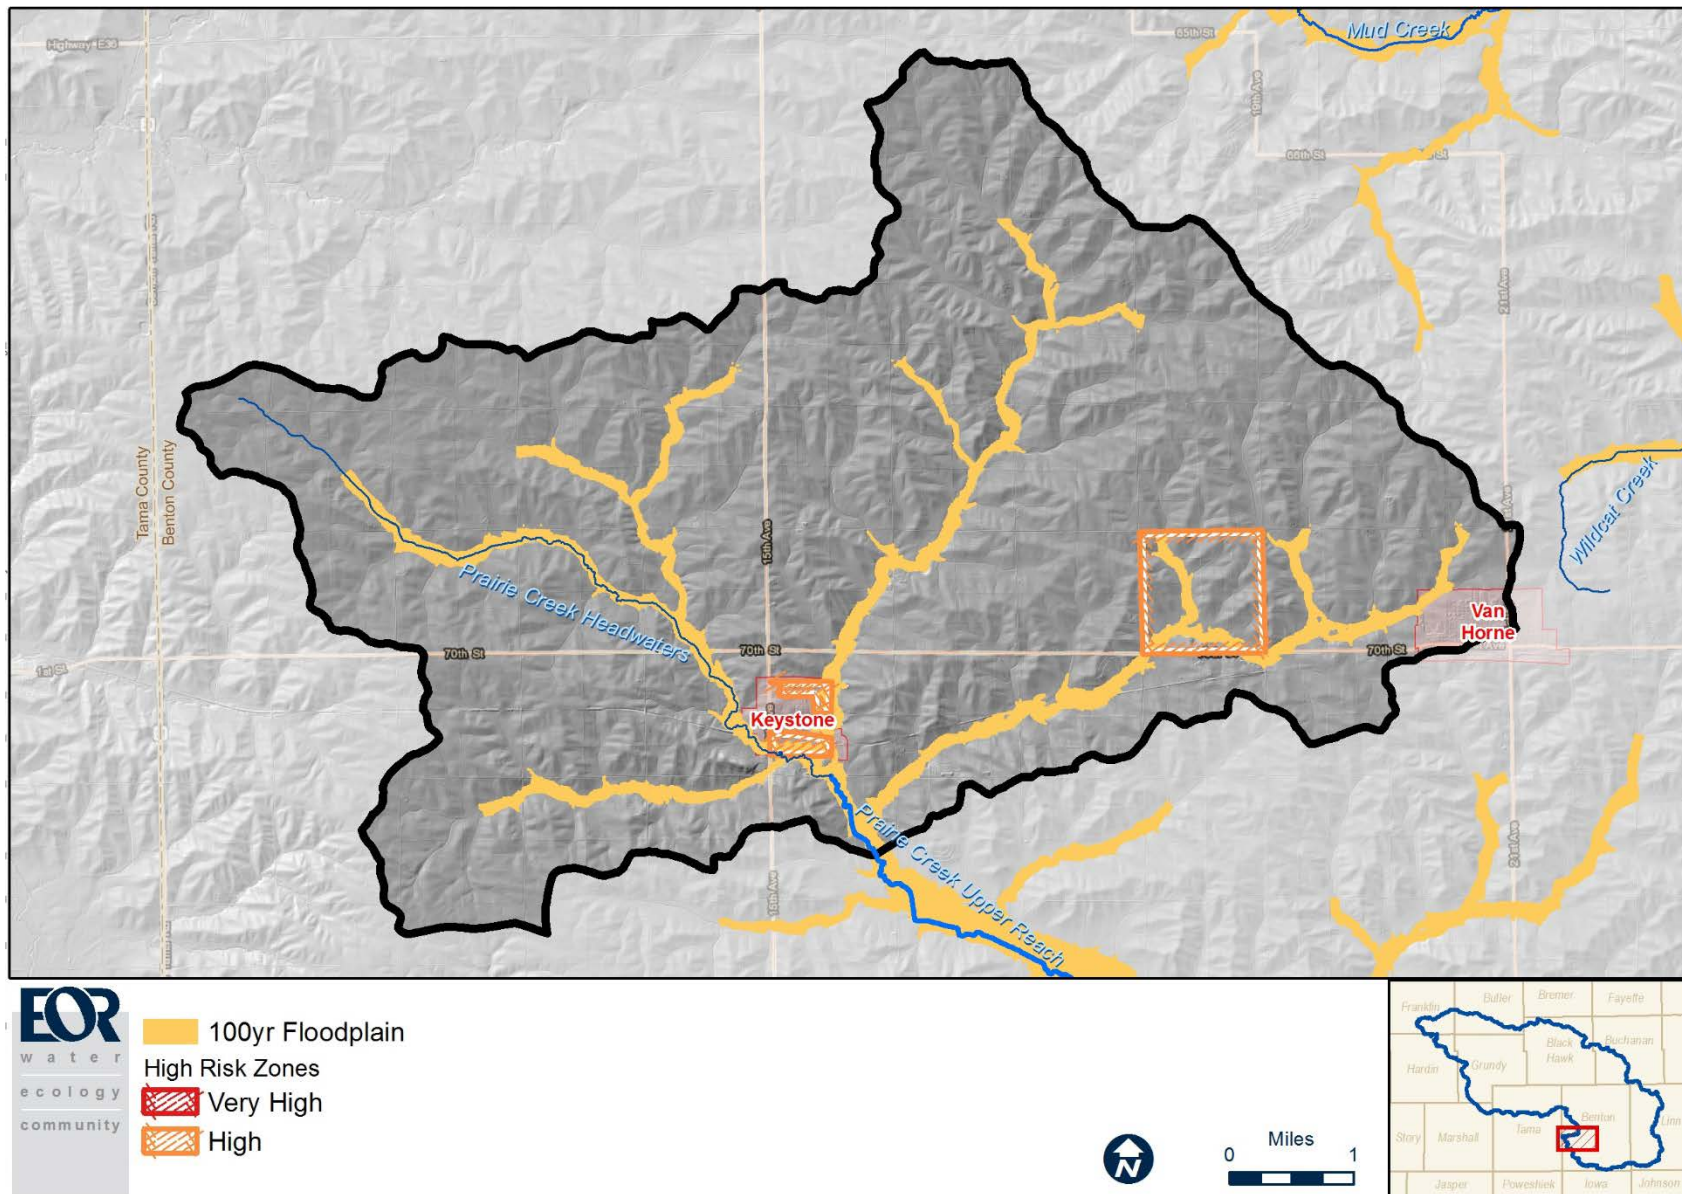 Highway E36
Mud Creek
65th St
19th Ave
66th St
St
21st Ave
Tama County
Benton County
15th Ave
Wildcat Creek
Prairie Creek Headwaters
Van
Horne
1st St
70th St
70th St
70th St
Keystone
Prairie Creek Upper Reach
15th Ave
21st Ave
EOR
water
ecology
community
100yr Floodplain
High Risk Zones
Very High
High
N
Miles
0 1
Franklin
Butler
Bremer
Fayette
Hardin
Grundy
Black
Hawk
Buchanan
Story
Marshall
Tama
Benton
Linn
Jasper
Poweshiek
Iowa
Johnson